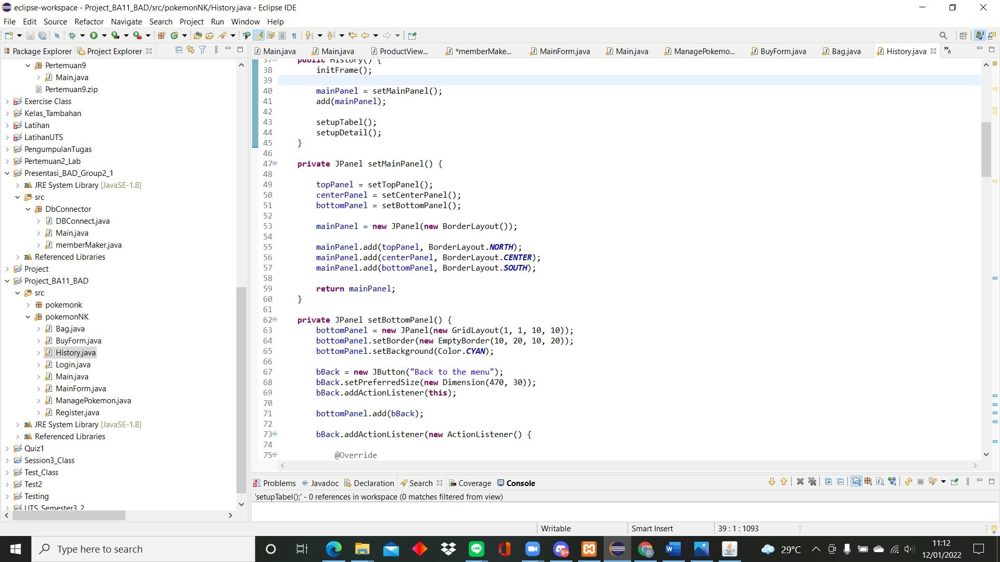 eclipse-workspace - Project_BA11_BAD/src/pokemonNK/History.java - Eclipse IDE
File Edit Source Refactor Navigate Search Project Run Window Help
Package Explorer Project Explorer
Pertemuan9
Main.java
Pertemuan9.zip
Exercise Class
Kelas_Tambahan
Latihan
LatihanUTS
PengumpulanTugas
Pertemuan2_Lab
Presentasi_BAD_Group2_1
JRE System Library [JavaSE-1.8]
src
DbConnector
DBConnect.java
Main.java
memberMaker.java
Referenced Libraries
Project
Project_BA11_BAD
src
pokemonk
pokemonNK
Bag.java
BuyForm.java
History.java
Login.java
Main.java
MainForm.java
ManagePokemon.java
Register.java
JRE System Library [JavaSE-1.8]
Referenced Libraries
Quiz1
Session3_Class
Test_Class
Test2
Testing
UTS_Semester3_2
Main.java Main.java ProductView... *memberMake... MainForm.java Main.java ManagePokemo... BuyForm.java Bag.java History.java »6
37 public History() {
38 initFrame();
39
40 mainPanel = setMainPanel();
41 add(mainPanel);
42
43 setupTabel();
44 setupDetail();
45 }
46
47 private JPanel setMainPanel() {
48
49 topPanel = setTopPanel();
50 centerPanel = setCenterPanel();
51 bottomPanel = setBottomPanel();
52
53 mainPanel = new JPanel(new BorderLayout());
54
55 mainPanel.add(topPanel, BorderLayout.NORTH);
56 mainPanel.add(centerPanel, BorderLayout.CENTER);
57 mainPanel.add(bottomPanel, BorderLayout.SOUTH);
58
59 return mainPanel;
60 }
61
62 private JPanel setBottomPanel() {
63 bottomPanel = new JPanel(new GridLayout(1, 1, 10, 10));
64 bottomPanel.setBorder(new EmptyBorder(10, 20, 10, 20));
65 bottomPanel.setBackground(Color.CYAN);
66
67 bBack = new JButton("Back to the menu");
68 bBack.setPreferredSize(new Dimension(470, 30));
69 bBack.addActionListener(this);
70
71 bottomPanel.add(bBack);
72
73 bBack.addActionListener(new ActionListener() {
74
75 @Override
Problems @ Javadoc Declaration Search Coverage Console
'setupTabel();' - 0 references in workspace (0 matches filtered from view)
Writable Smart Insert 39 : 1 : 1093
Type here to search
LINE
9+
D
W
29°C
11:12
12/01/2022